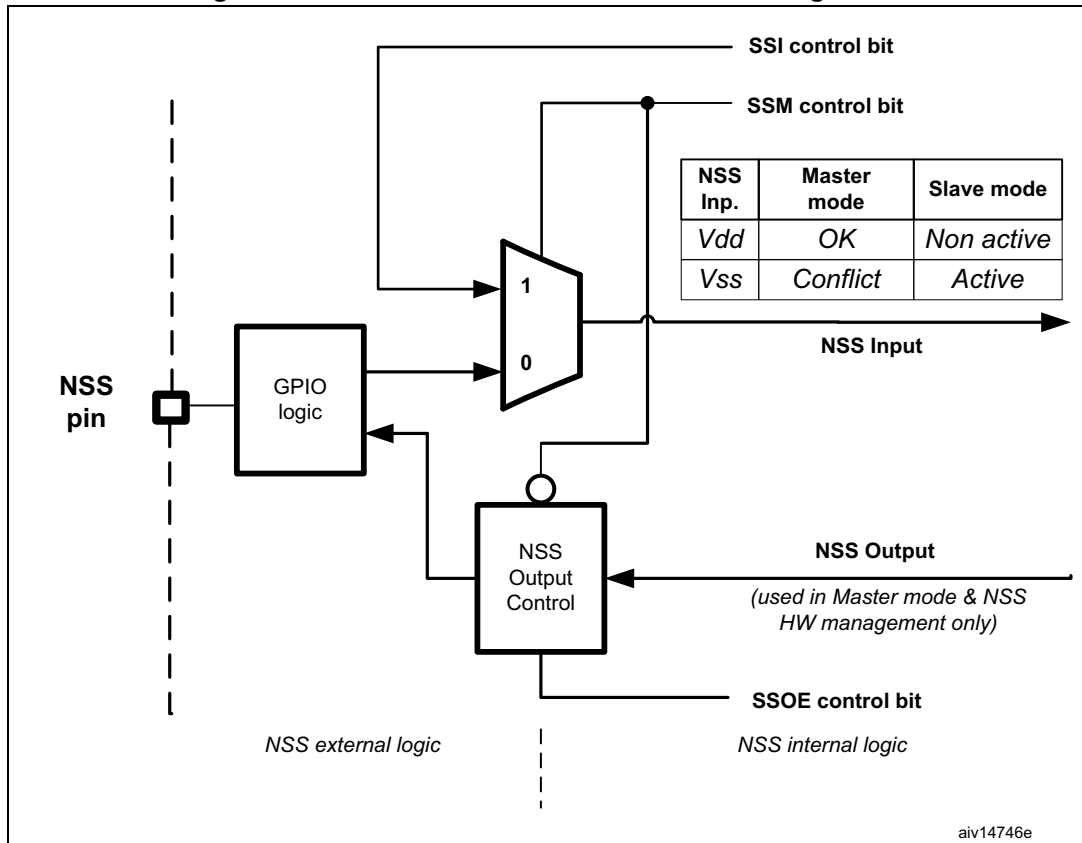 SSI control bit
SSM control bit
NSS Inp. Master mode Slave mode
Vdd OK Non active
Vss Conflict Active
1
0
NSS Input
NSS
pin
GPIO
logic
NSS
Output
Control
NSS Output
(used in Master mode & NSS
HW management only)
SSOE control bit
NSS external logic
NSS internal logic
aiv14746e